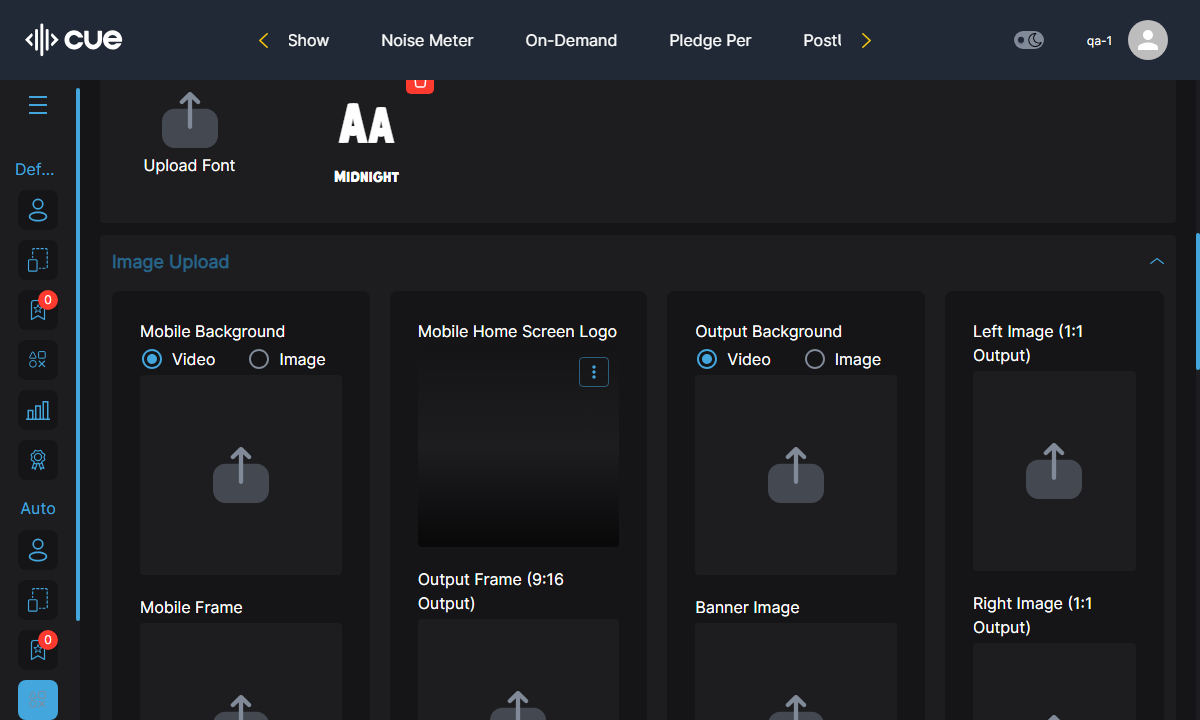 cue
Show
Noise Meter
On-Demand
Pledge Per
qa-1
Def...
0
Auto
0
Upload Font
AA
MIDNIGHT
Image Upload
Mobile Background
Video
Image
Mobile Frame
Mobile Home Screen Logo
Output Frame (9:16
Output)
Output Background
Video
Image
Banner Image
Left Image (1:1
Output)
Right Image (1:1
Output)